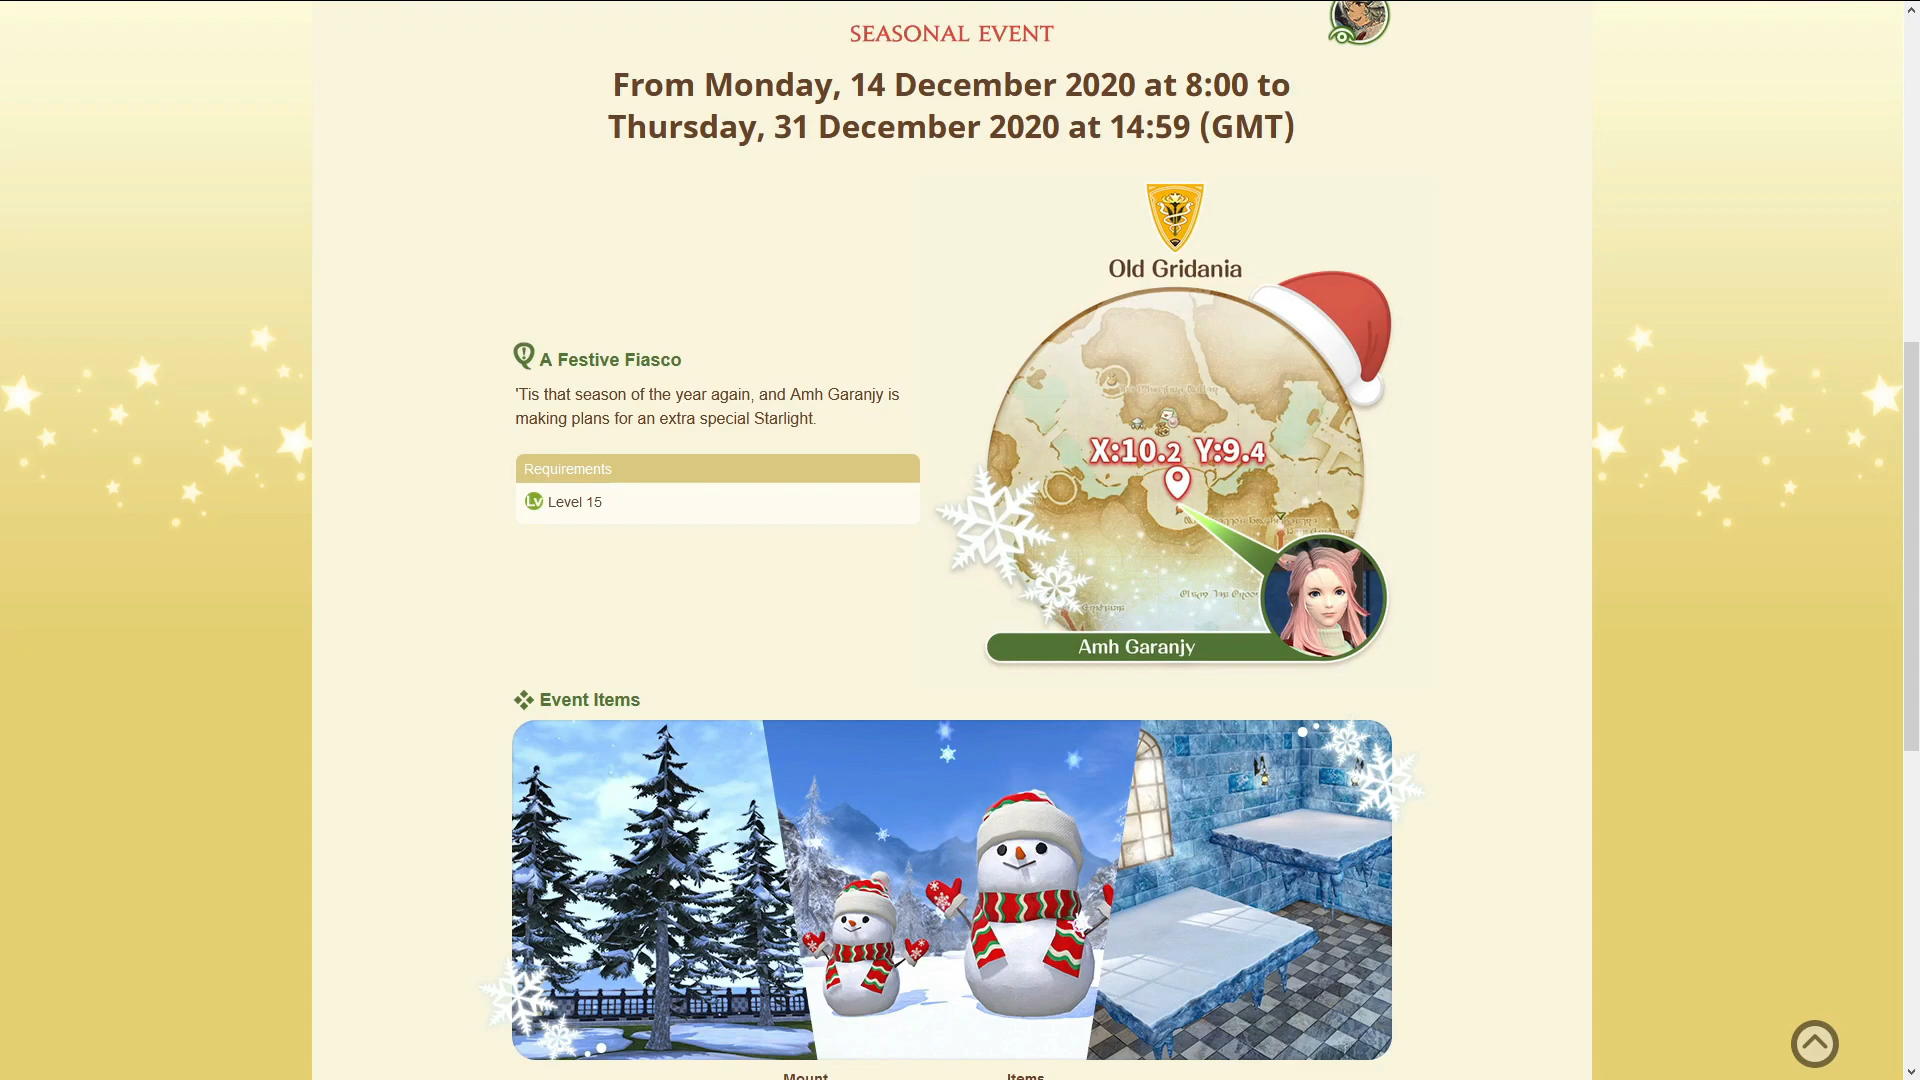 SEASONAL EVENT
From Monday, 14 December 2020 at 8:00 to
Thursday, 31 December 2020 at 14:59 (GMT)
Old Gridania
A Festive Fiasco
'Tis that season of the year again, and Amh Garanjy is
making plans for an extra special Starlight.
Requirements
Lv Level 15
X:10.2 Y:9.4
Amh Garanjy
Event Items
Mount
Items